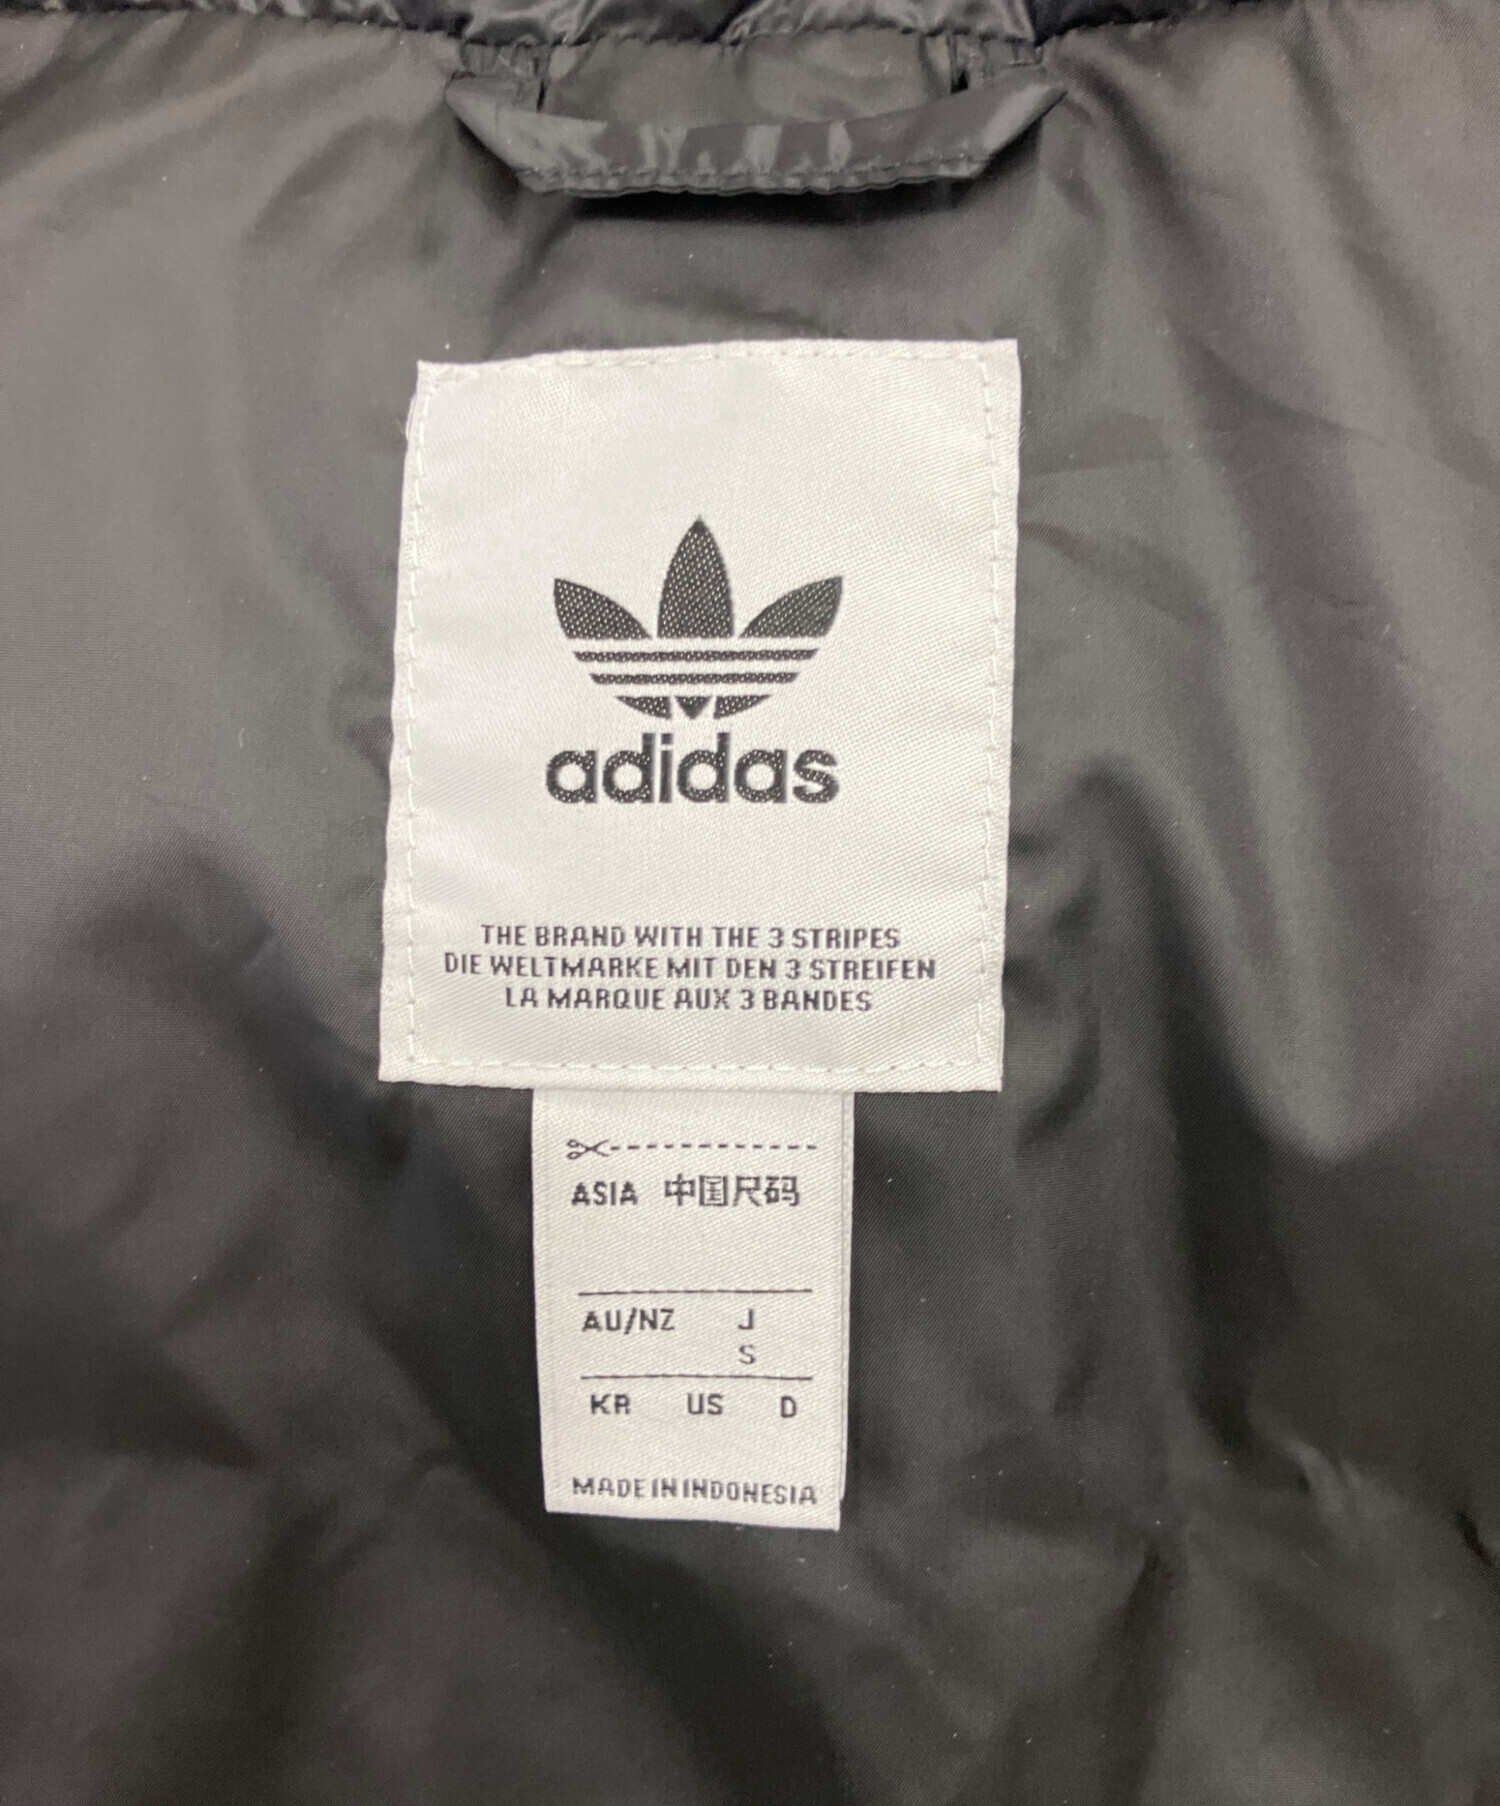 adidas
THE BRAND WITH THE 3 STRIPES
DIE WELTMARKE MIT DEN 3 STREIFEN
LA MARQUE AUX 3 BANDES
ASIA 中国尺码
AU/NZ J
S
KR US D
MADE IN INDONESIA